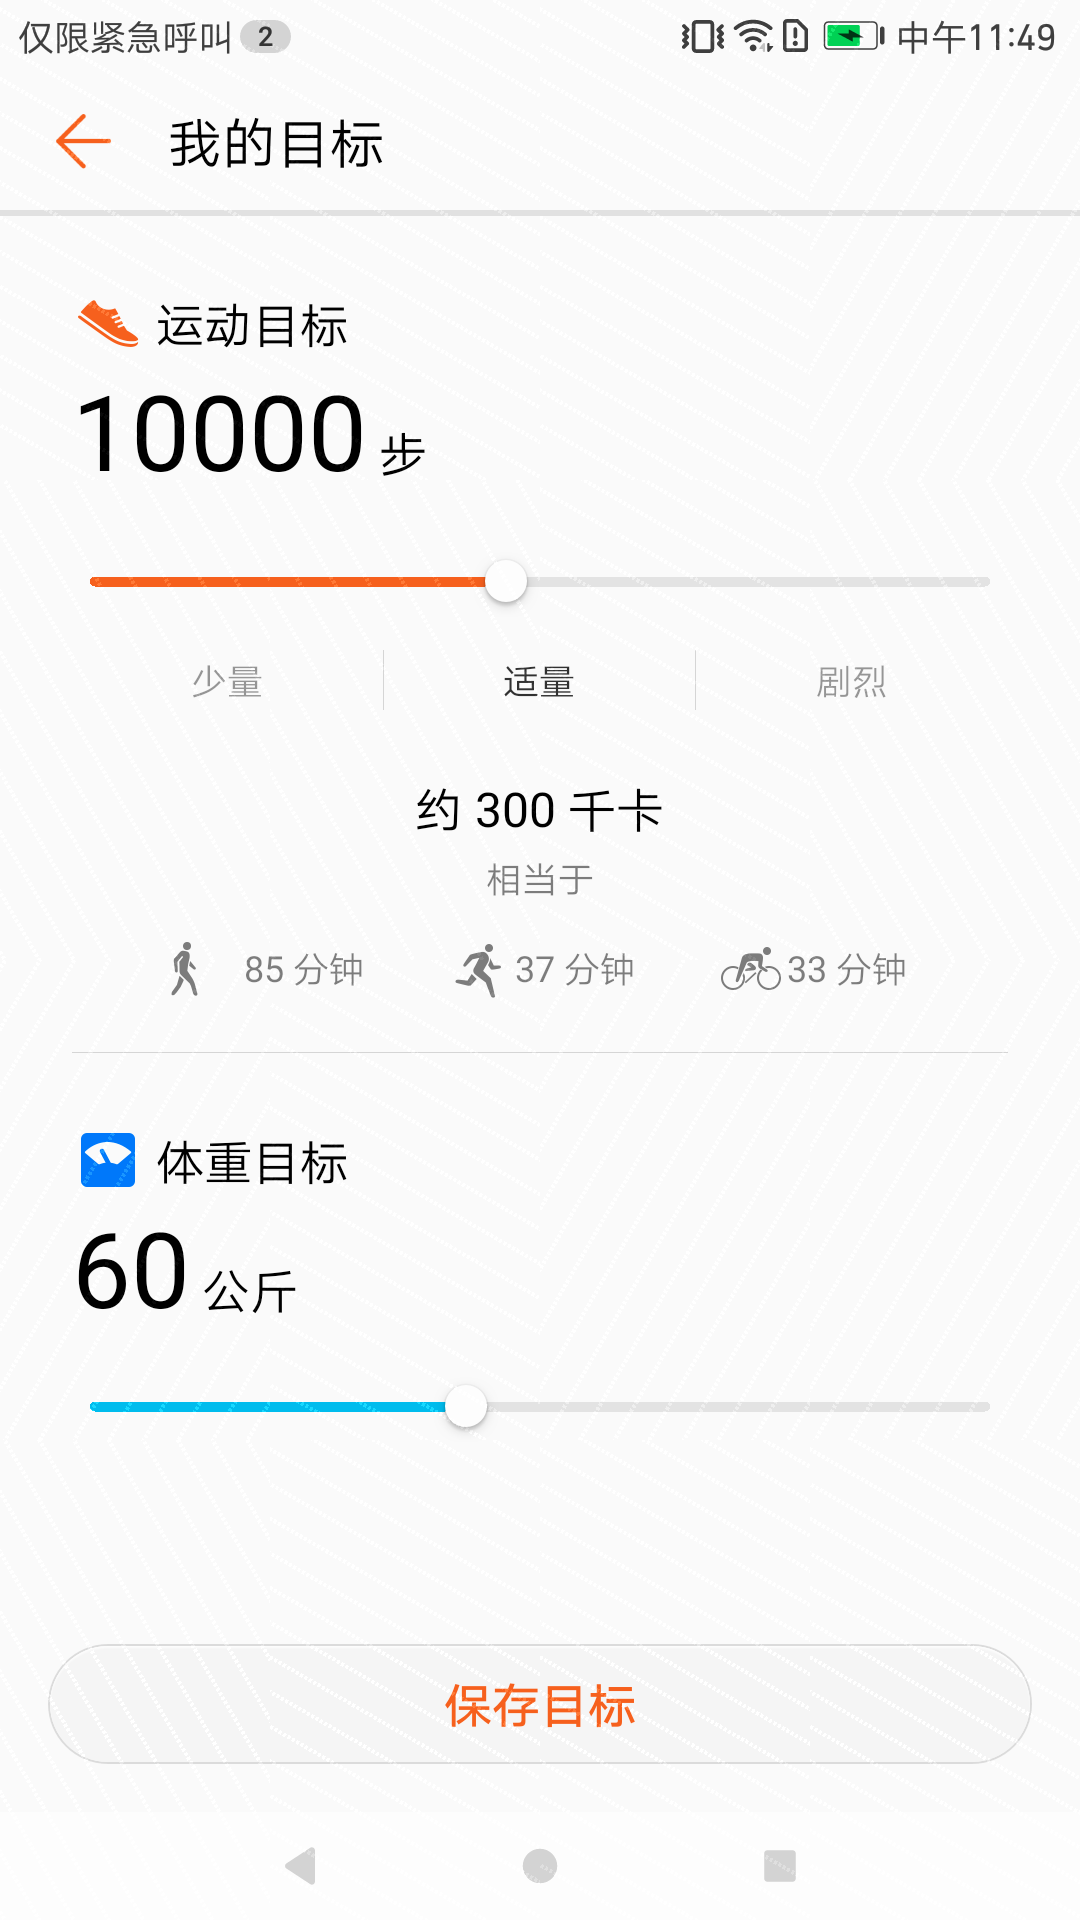 仅限紧急呼叫 2 中午11:49
我的目标
运动目标
10000 步
少量 适量 剧烈
约 300 千卡
相当于
85 分钟 37 分钟 33 分钟
体重目标
60 公斤
保存目标